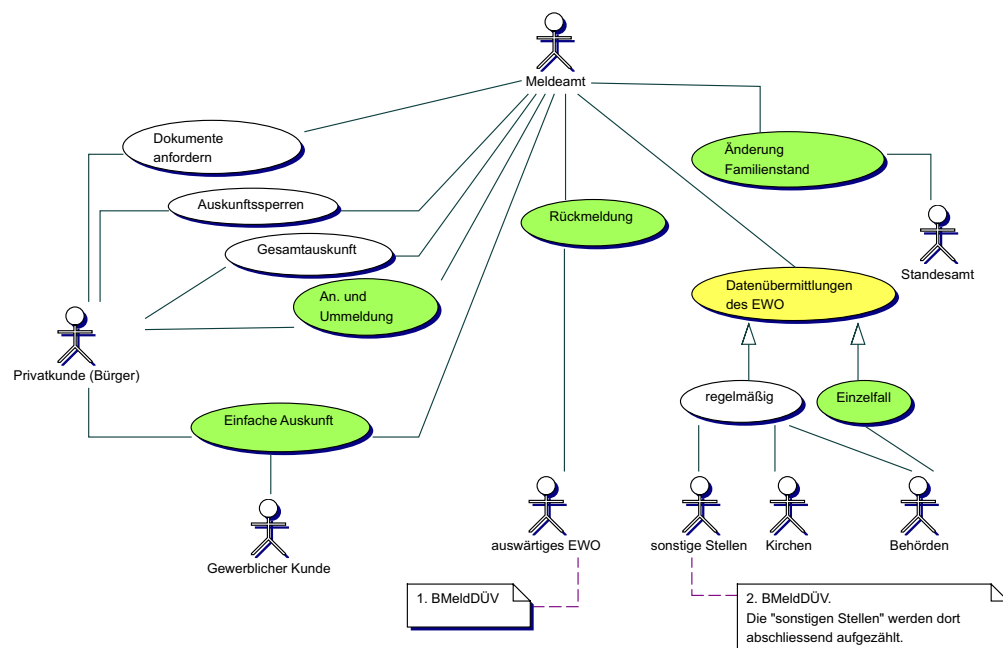 Meldeamt
Dokumente
anfordern
Änderung
Familienstand
Auskunftssperren
Rückmeldung
Gesamtauskunft
Standesamt
An. und
Ummeldung
Datenübermittlungen
des EWO
Privatkunde (Bürger)
regelmäßig
Einzelfall
Einfache Auskunft
auswärtiges EWO
sonstige Stellen
Kirchen
Behörden
Gewerblicher Kunde
1. BMeldDÜV
2. BMeldDÜV.
Die "sonstigen Stellen" werden dort
abschliessend aufgezählt.